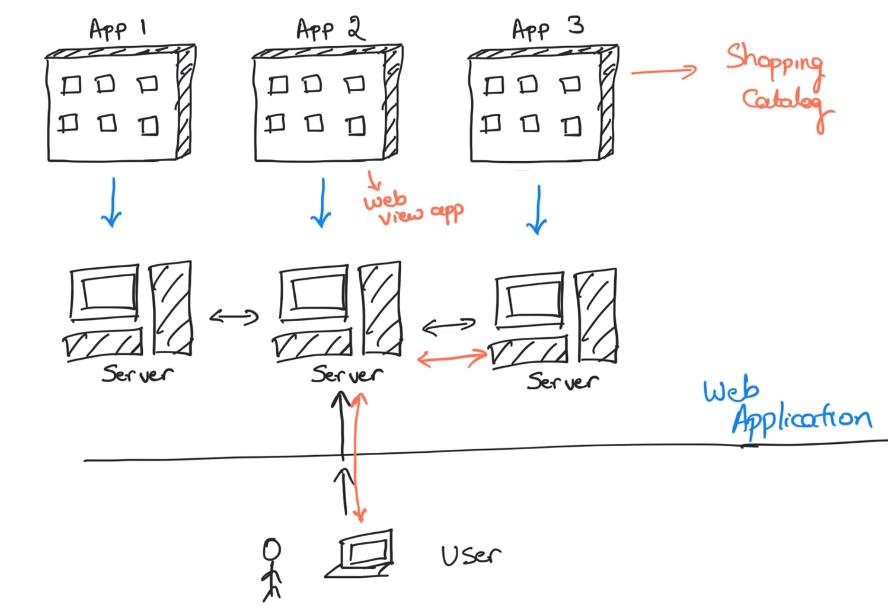 App 1
App 2
App 3
Shopping
Catalog
Web
view app
Server
Server
Server
Web
Application
User